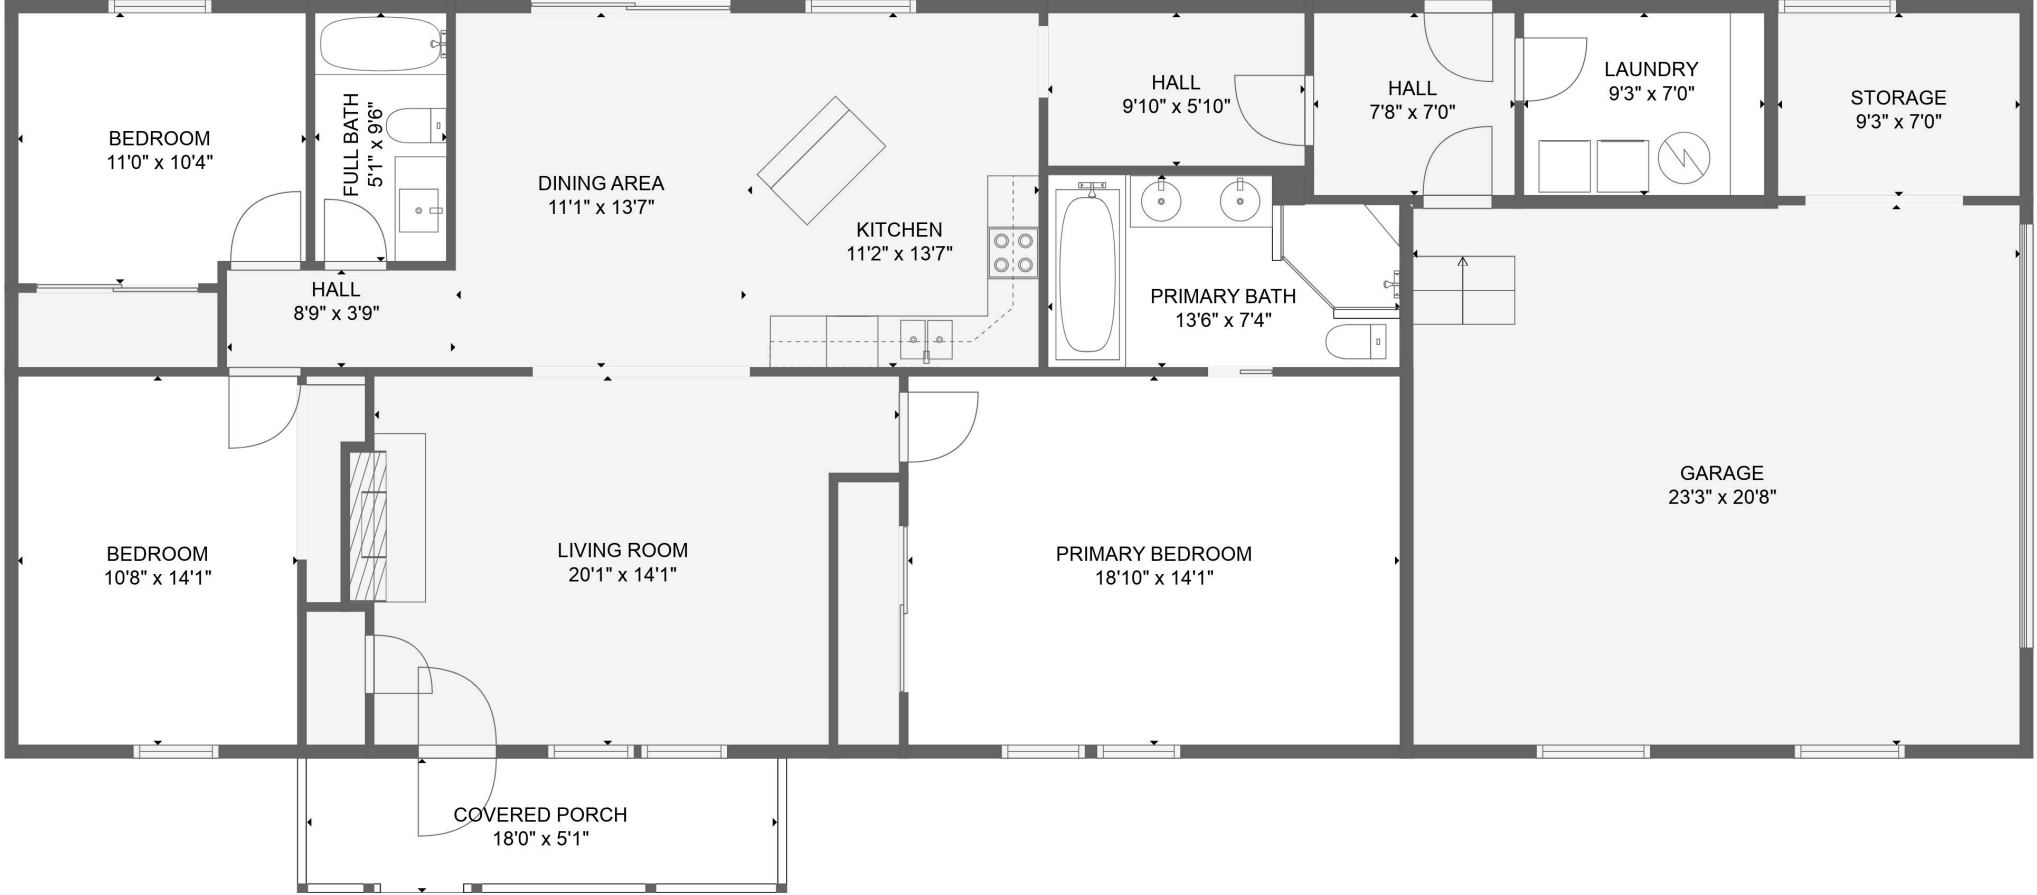 BEDROOM
11'0" x 10'4"
FULL BATH
5'1" x 9'6"
DINING AREA
11'1" x 13'7"
KITCHEN
11'2" x 13'7"
HALL
9'10" x 5'10"
HALL
7'8" x 7'0"
LAUNDRY
9'3" x 7'0"
STORAGE
9'3" x 7'0"
HALL
8'9" x 3'9"
PRIMARY BATH
13'6" x 7'4"
BEDROOM
10'8" x 14'1"
LIVING ROOM
20'1" x 14'1"
PRIMARY BEDROOM
18'10" x 14'1"
GARAGE
23'3" x 20'8"
COVERED PORCH
18'0" x 5'1"